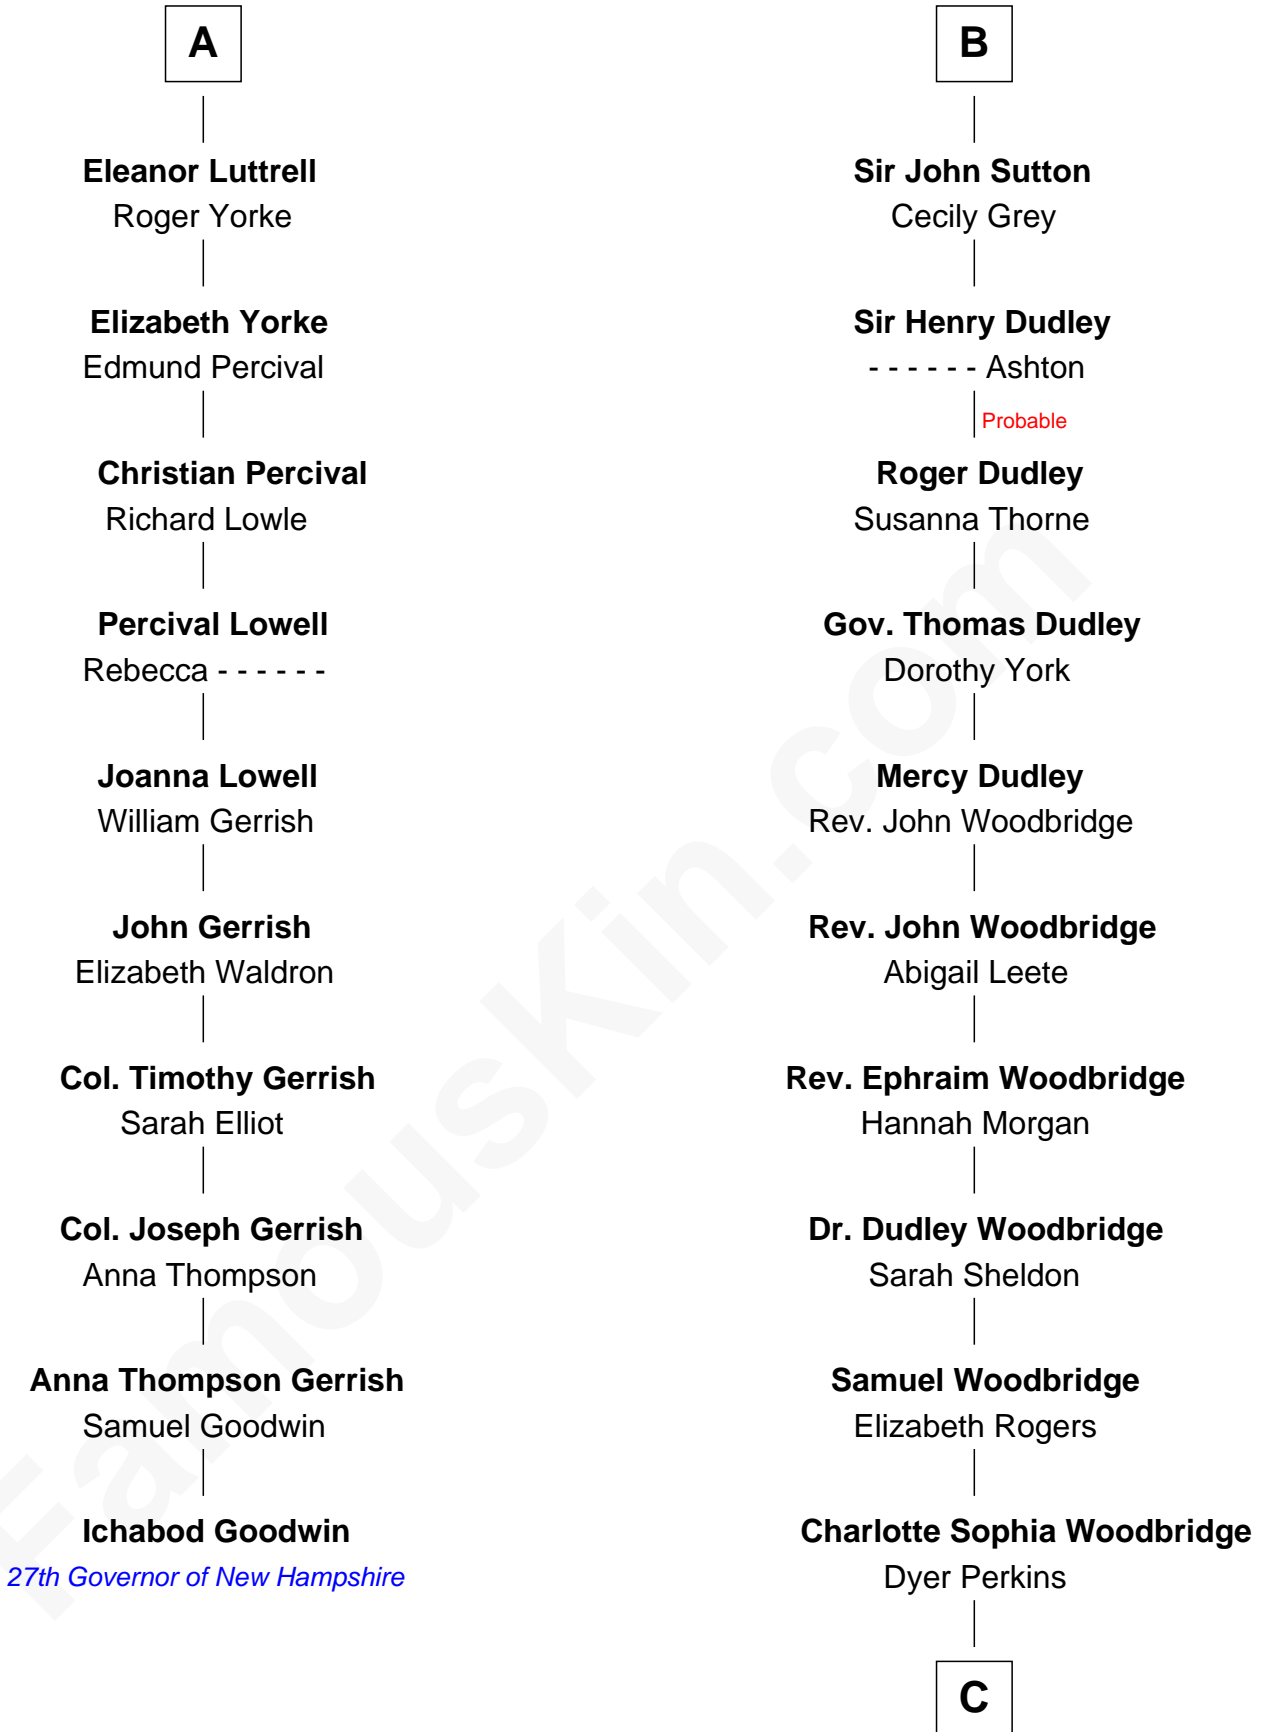 A
Eleanor Luttrell
Roger Yorke
Elizabeth Yorke
Edmund Percival
Christian Percival
Richard Lowle
Percival Lowell
Rebecca - - - - - -
Joanna Lowell
William Gerrish
John Gerrish
Elizabeth Waldron
Col. Timothy Gerrish
Sarah Elliot
Col. Joseph Gerrish
Anna Thompson
Anna Thompson Gerrish
Samuel Goodwin
Ichabod Goodwin
27th Governor of New Hampshire
B
Sir John Sutton
Cecily Grey
Sir Henry Dudley
- - - - - - Ashton
Probable
Roger Dudley
Susanna Thorne
Gov. Thomas Dudley
Dorothy York
Mercy Dudley
Rev. John Woodbridge
Rev. John Woodbridge
Abigail Leete
Rev. Ephraim Woodbridge
Hannah Morgan
Dr. Dudley Woodbridge
Sarah Sheldon
Samuel Woodbridge
Elizabeth Rogers
Charlotte Sophia Woodbridge
Dyer Perkins
C
FamousKin.com